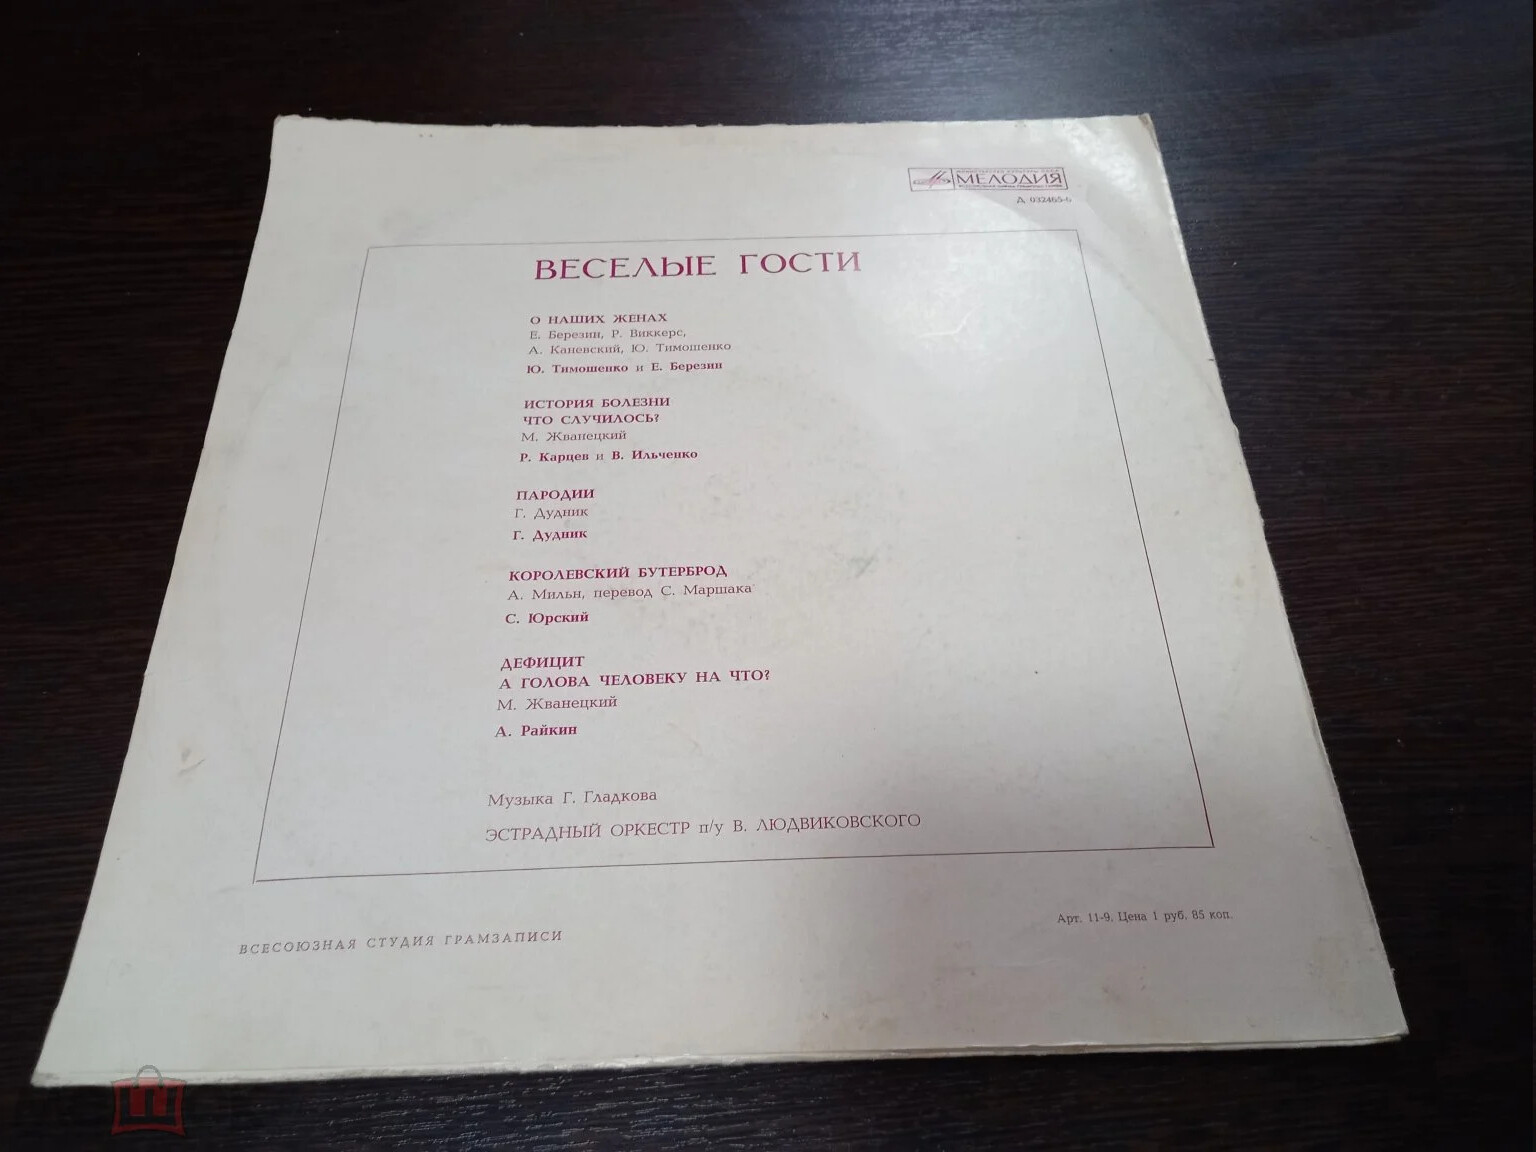 МЕЛОДИЯ
Д 032465-6
ВЕСЕЛЫЕ ГОСТИ
О НАШИХ ЖЕНАХ
Е. Березин, Р. Виккерс,
А. Каневский, Ю. Тимошенко
Ю. Тимошенко и Е. Березин
ИСТОРИЯ БОЛЕЗНИ
ЧТО СЛУЧИЛОСЬ?
М. Жванецкий
Р. Карцев и В. Ильченко
ПАРОДИИ
Г. Дудник
Г. Дудник
КОРОЛЕВСКИЙ БУТЕРБРОД
А. Мильн, перевод С. Маршака
С. Юрский
ДЕФИЦИТ
А ГОЛОВА ЧЕЛОВЕКУ НА ЧТО?
М. Жванецкий
А. Райкин
Музыка Г. Гладкова
ЭСТРАДНЫЙ ОРКЕСТР п/у В. ЛЮДВИКОВСКОГО
Арт. 11-9. Цена 1 руб. 85 коп.
ВСЕСОЮЗНАЯ СТУДИЯ ГРАМЗАПИСИ